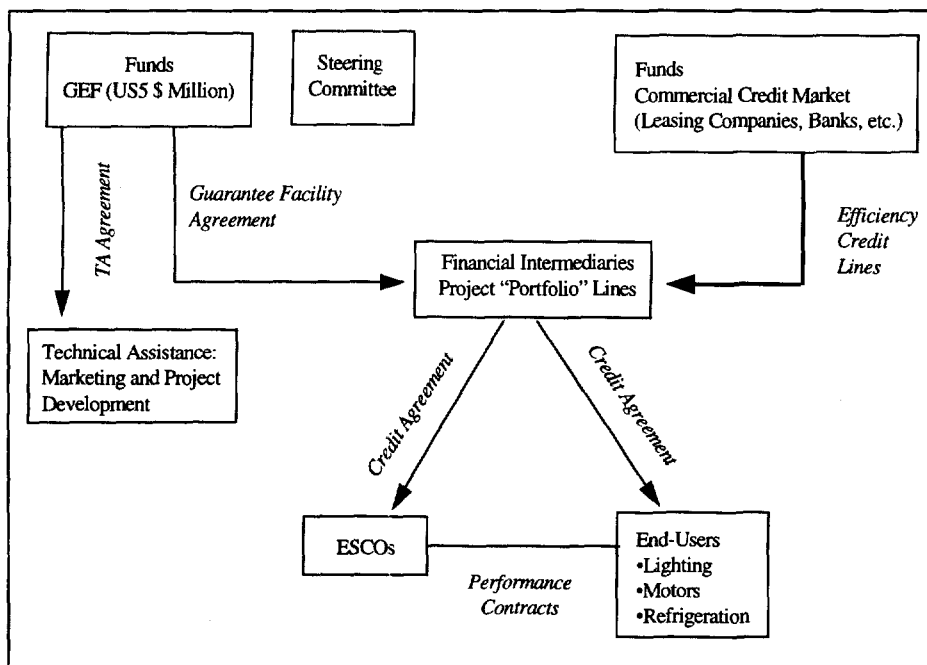 Funds
GEF (US5 $ Million)
Steering
Committee
Funds
Commercial Credit Market
(Leasing Companies, Banks, etc.)
TA Agreement
Guarantee Facility
Agreement
Efficiency
Credit
Lines
Financial Intermediaries
Project “Portfolio” Lines
Technical Assistance:
Marketing and Project
Development
Credit Agreement
Credit Agreement
ESCOs
Performance
Contracts
End-Users
•Lighting
•Motors
•Refrigeration